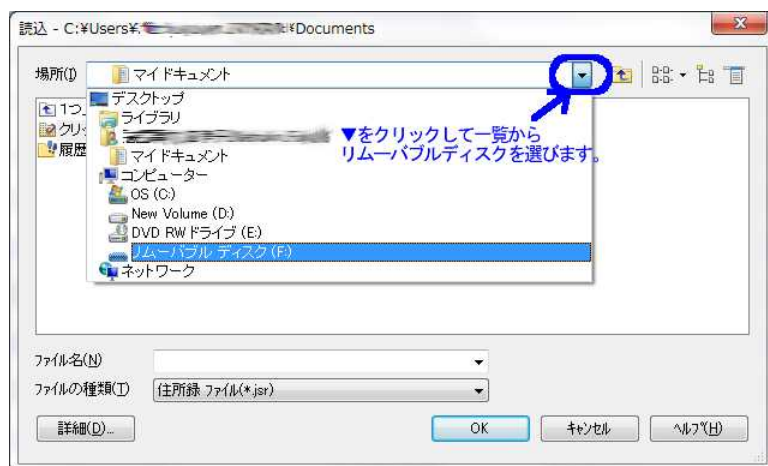 読込 - C:¥Users¥ ¥Documents
場所(I)
マイ ドキュメント
デスクトップ
ライブラリ
マイ ドキュメント
コンピューター
OS (C:)
New Volume (D:)
DVD RW ドライブ (E:)
リムーバブル ディスク (F:)
ネットワーク
1つ
クリ
履歴
▼をクリックして一覧から
リムーバブルディスクを選びます。
ファイル名(N)
ファイルの種類(T)
住所録 ファイル(*.jsr)
詳細(D)...
OK
キャンセル
ヘルプ(H)